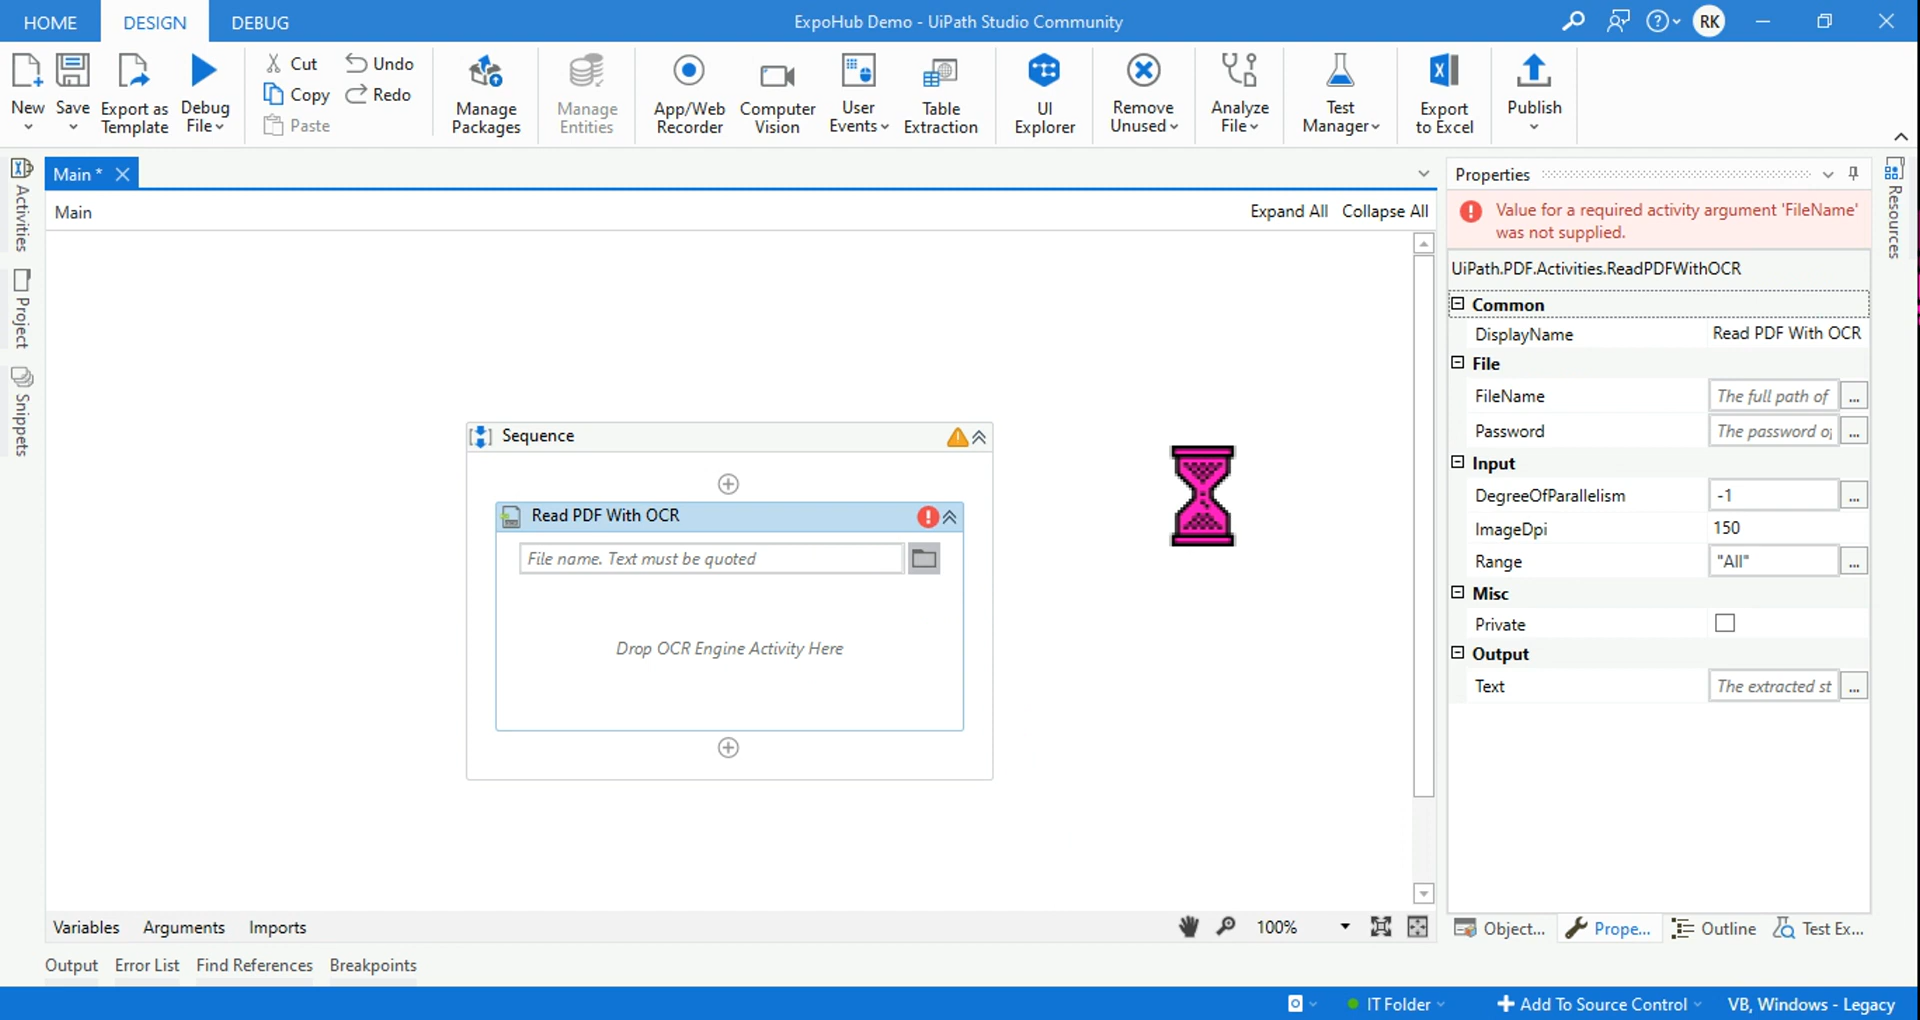 HOME DESIGN DEBUG ExpoHub Demo - UiPath Studio Community RK
New
Save
Export as
Template
Debug
File
Cut
Copy
Paste
Undo
Redo
Manage
Packages
Manage
Entities
App/Web
Recorder
Computer
Vision
User
Events
Table
Extraction
UI
Explorer
Remove
Unused
Analyze
File
Test
Manager
Export
to Excel
Publish
Activities
Project
Snippets
Main *
Main Expand All Collapse All
Sequence
Read PDF With OCR
File name. Text must be quoted
Drop OCR Engine Activity Here
Variables Arguments Imports 100%
Properties
Value for a required activity argument 'FileName'
was not supplied.
UiPath.PDF.Activities.ReadPDFWithOCR
Common
DisplayName Read PDF With OCR
File
FileName The full path of ...
Password The password of ...
Input
DegreeOfParallelism -1 ...
ImageDpi 150
Range "All" ...
Misc
Private
Output
Text The extracted st ...
Resources
Object... Prope... Outline Test Ex...
Output Error List Find References Breakpoints
IT Folder Add To Source Control VB, Windows - Legacy